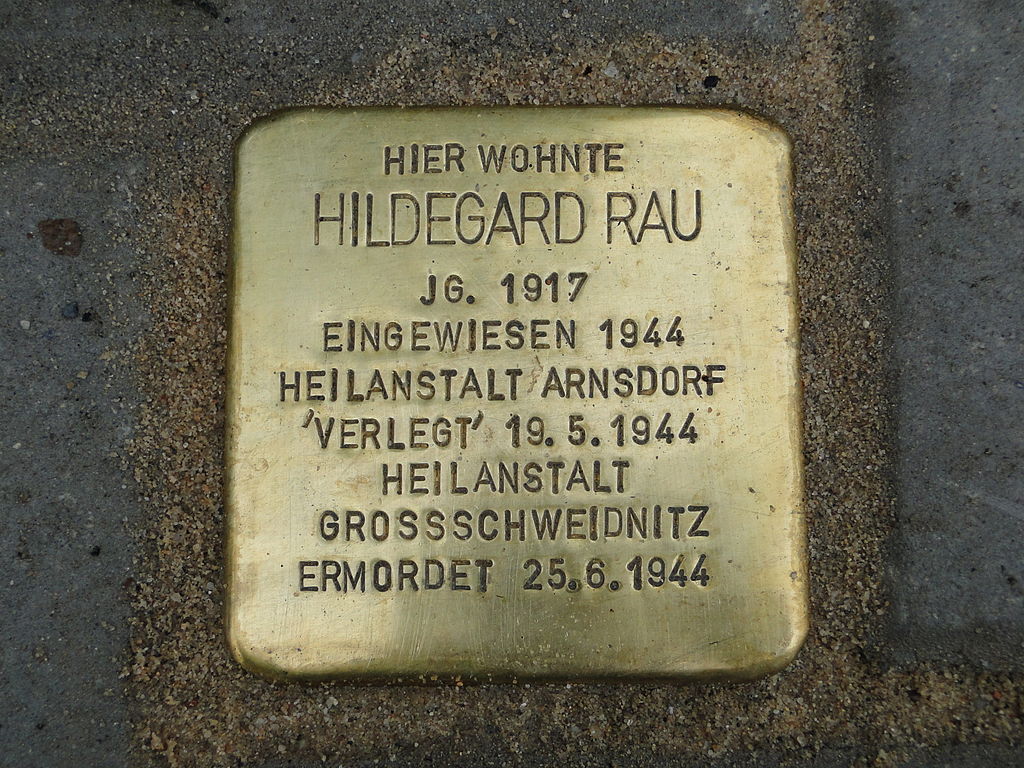 HIER WOHNTE
HILDEGARD RAU
JG. 1917
EINGEWIESEN 1944
HEILANSTALT ARNSDORF
'VERLEGT' 19.5.1944
HEILANSTALT
GROSSSCHWEIDNITZ
ERMORDET 25.6.1944